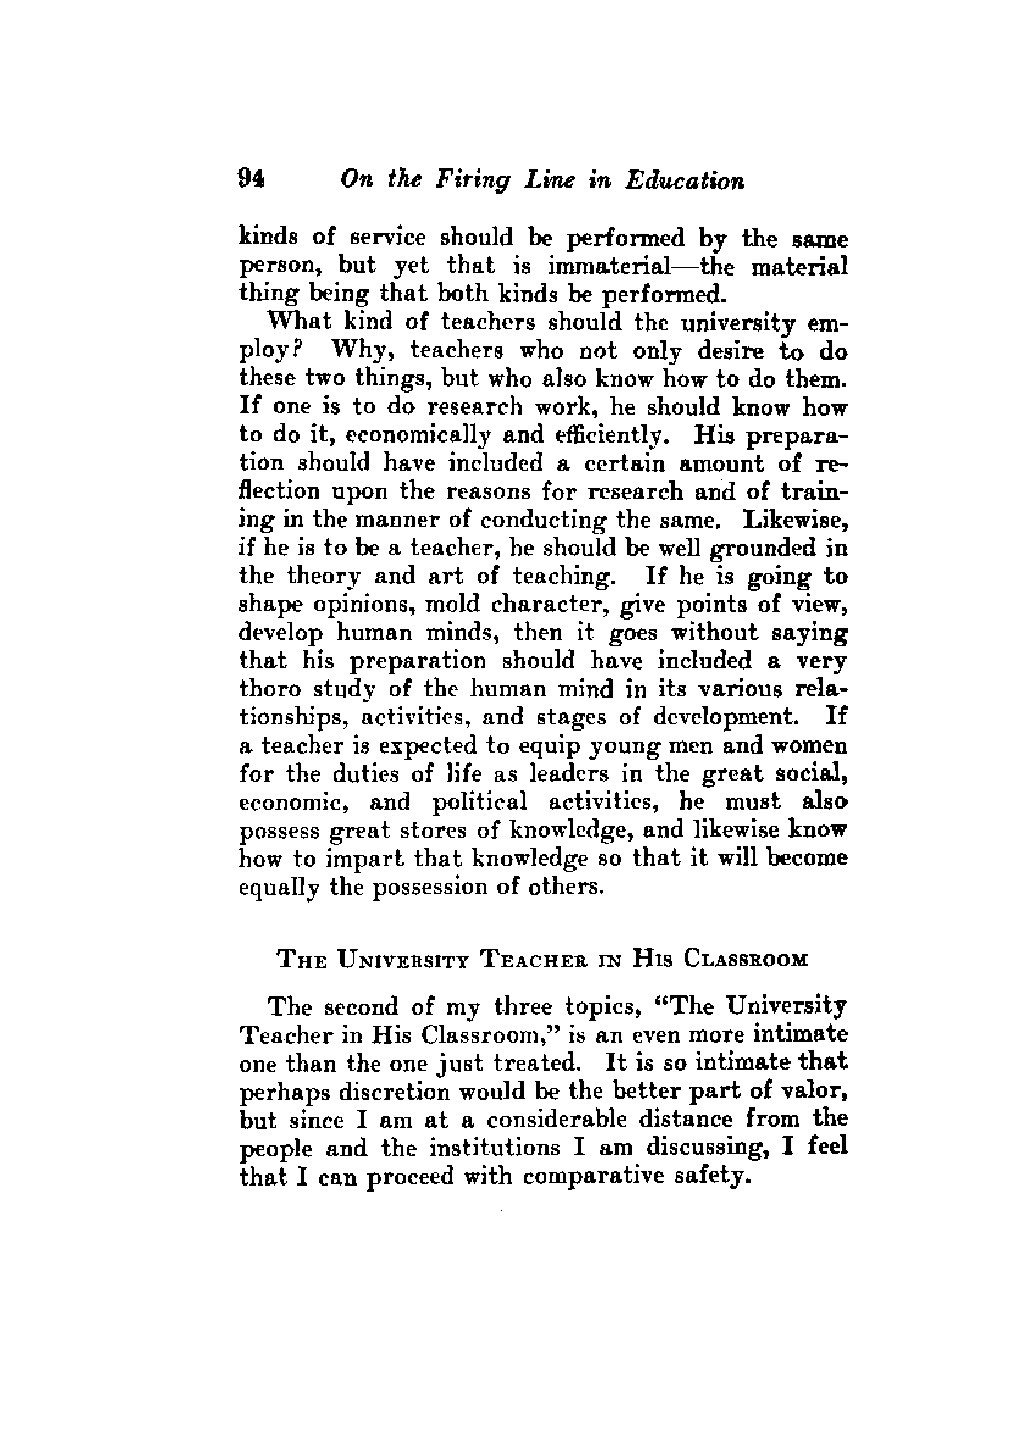 94 On the Firing Line in Education
kinds of service should be performed by the same
person, but yet that is immaterial—the material
thing being that both kinds be performed.
What kind of teachers should the university em-
ploy? Why, teachers who not only desire to do
these two things, but who also know how to do them.
If one is to do research work, he should know how
to do it, economically and efficiently. His prepara-
tion should have included a certain amount of re-
flection upon the reasons for research and of train-
ing in the manner of conducting the same. Likewise,
if he is to be a teacher, he should be well grounded in
the theory and art of teaching. If he is going to
shape opinions, mold character, give points of view,
develop human minds, then it goes without saying
that his preparation should have included a very
thoro study of the human mind in its various rela-
tionships, activities, and stages of development. If
a teacher is expected to equip young men and women
for the duties of life as leaders in the great social,
economic, and political activities, he must also
possess great stores of knowledge, and likewise know
how to impart that knowledge so that it will become
equally the possession of others.
The University Teacher in His Classroom
The second of my three topics, “The University
Teacher in His Classroom,” is an even more intimate
one than the one just treated. It is so intimate that
perhaps discretion would be the better part of valor,
but since I am at a considerable distance from the
people and the institutions I am discussing, I feel
that I can proceed with comparative safety.